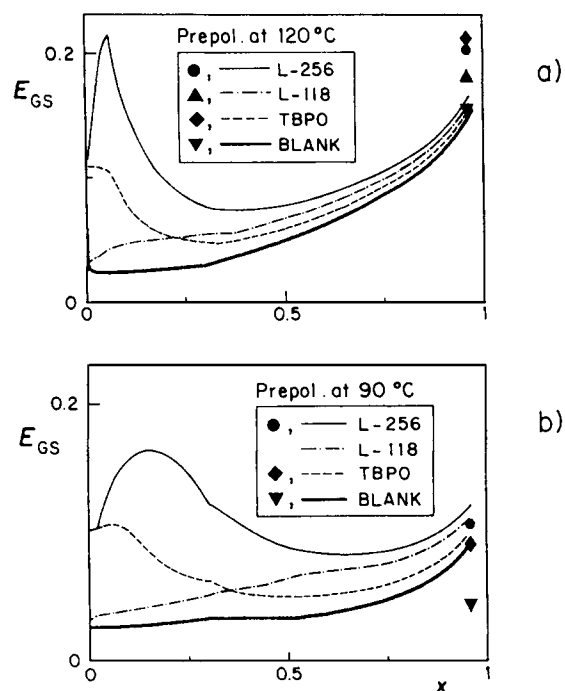 0.2
E_GS
0
Prepol. at 120 °C
●, L-256
▲, L-118
◆, TBPO
▼, BLANK
a)
0 0.5 1
0.2
E_GS
0
Prepol. at 90 °C
●, L-256
L-118
◆, TBPO
▼, BLANK
b)
0 0.5 1
x